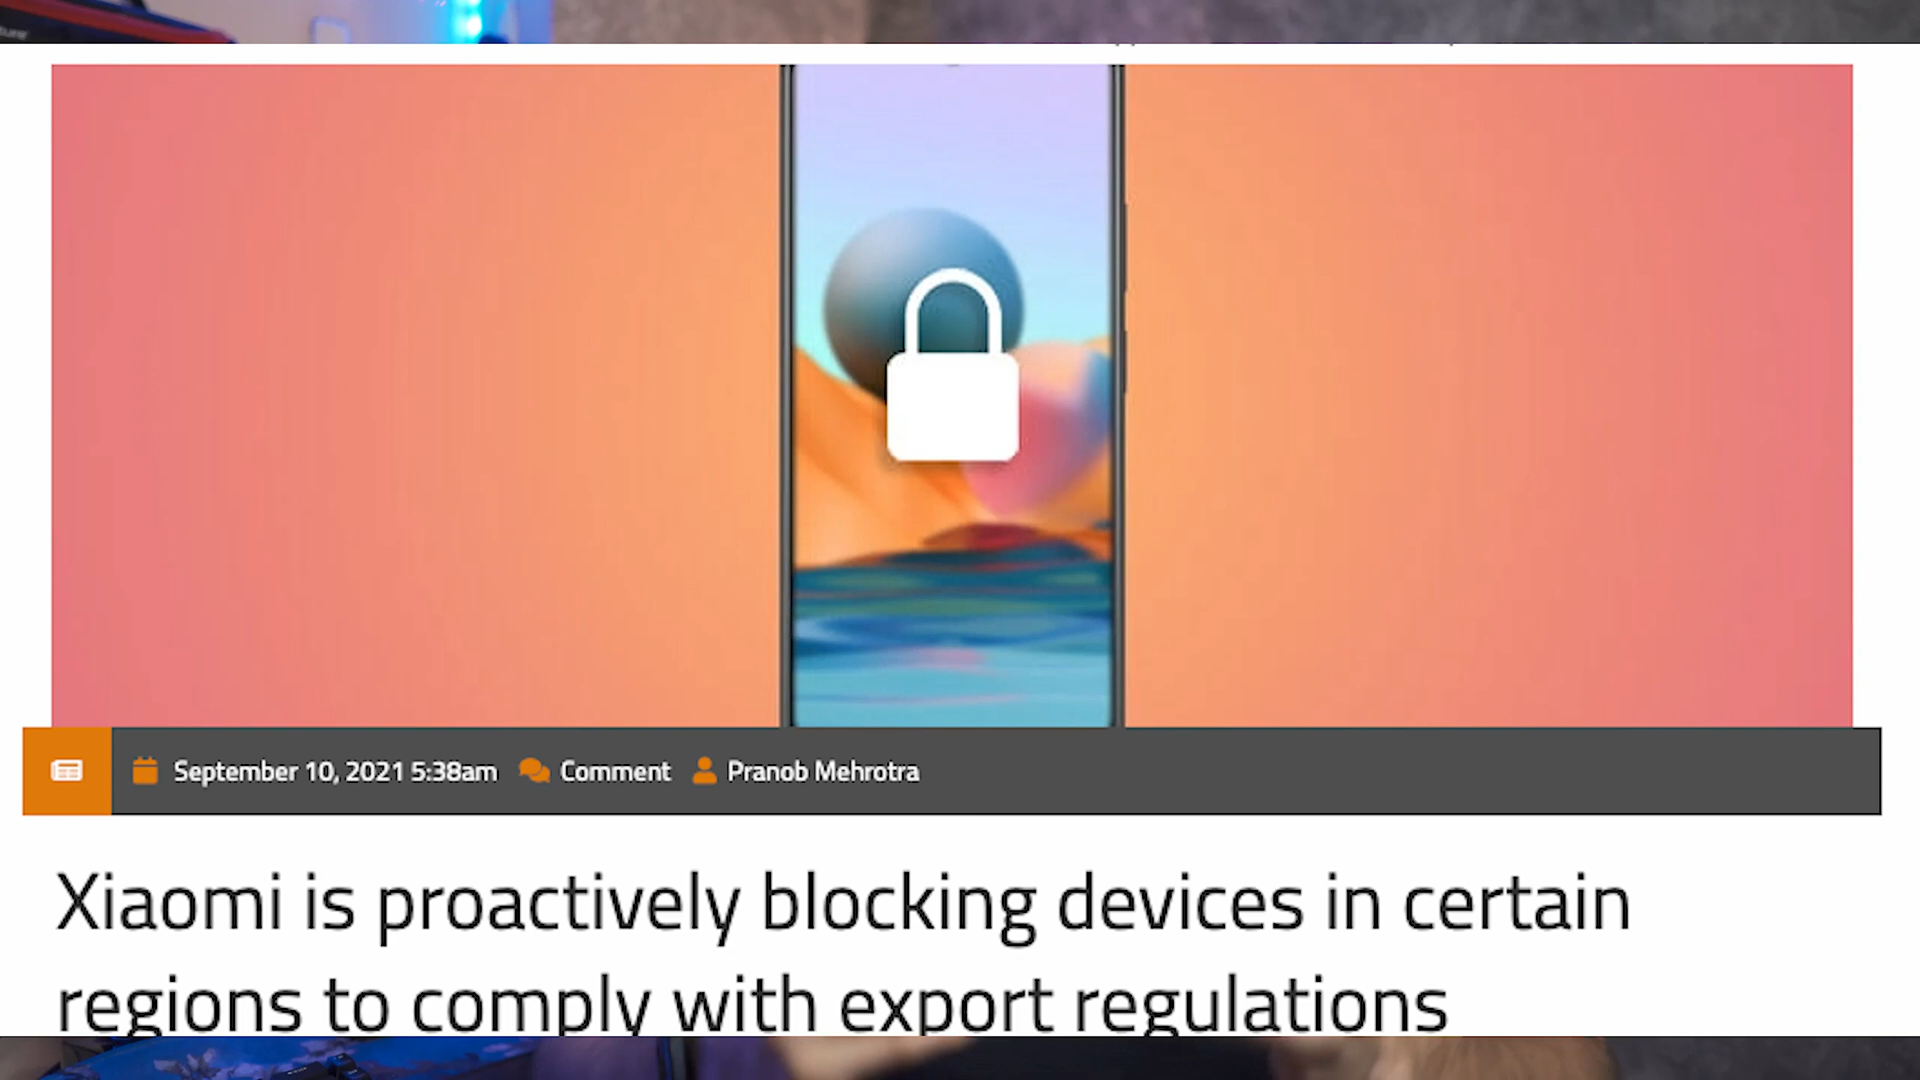 September 10, 2021 5:38am Comment Pranob Mehrotra
Xiaomi is proactively blocking devices in certain
regions to comply with export regulations